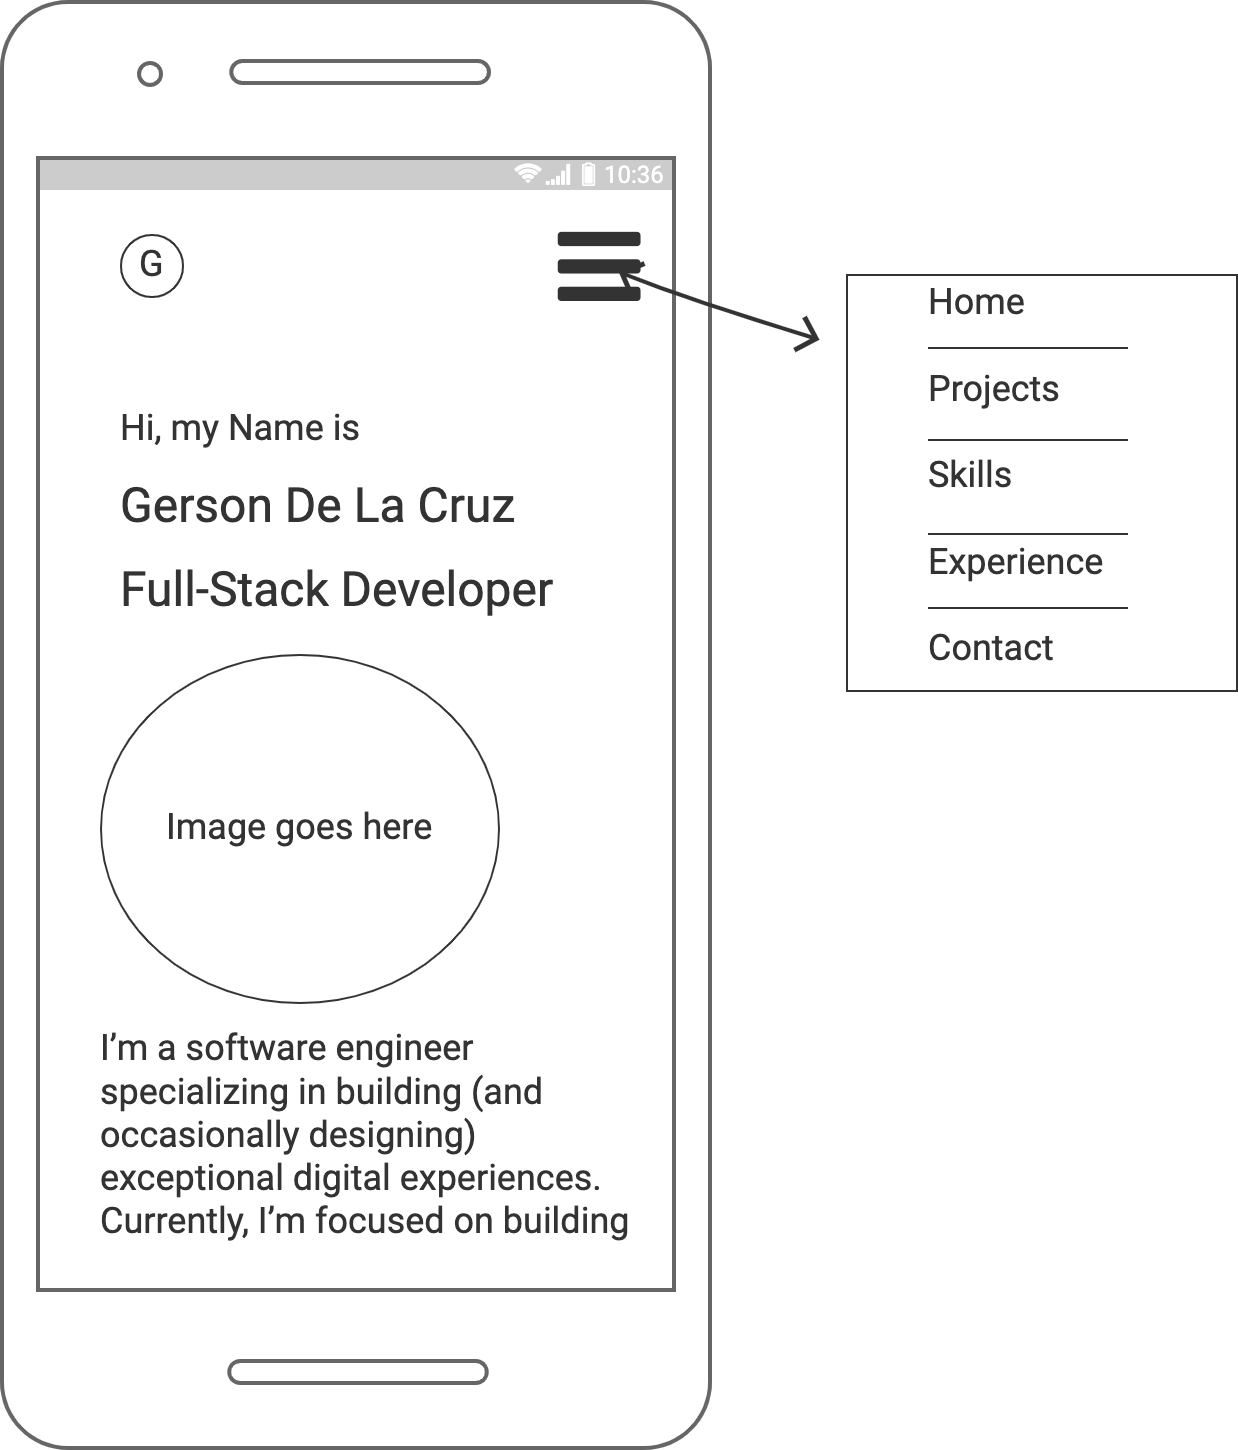 10:36
G
Hi, my Name is
Gerson De La Cruz
Full-Stack Developer
Image goes here
I’m a software engineer
specializing in building (and
occasionally designing)
exceptional digital experiences.
Currently, I’m focused on building
Home
Projects
Skills
Experience
Contact